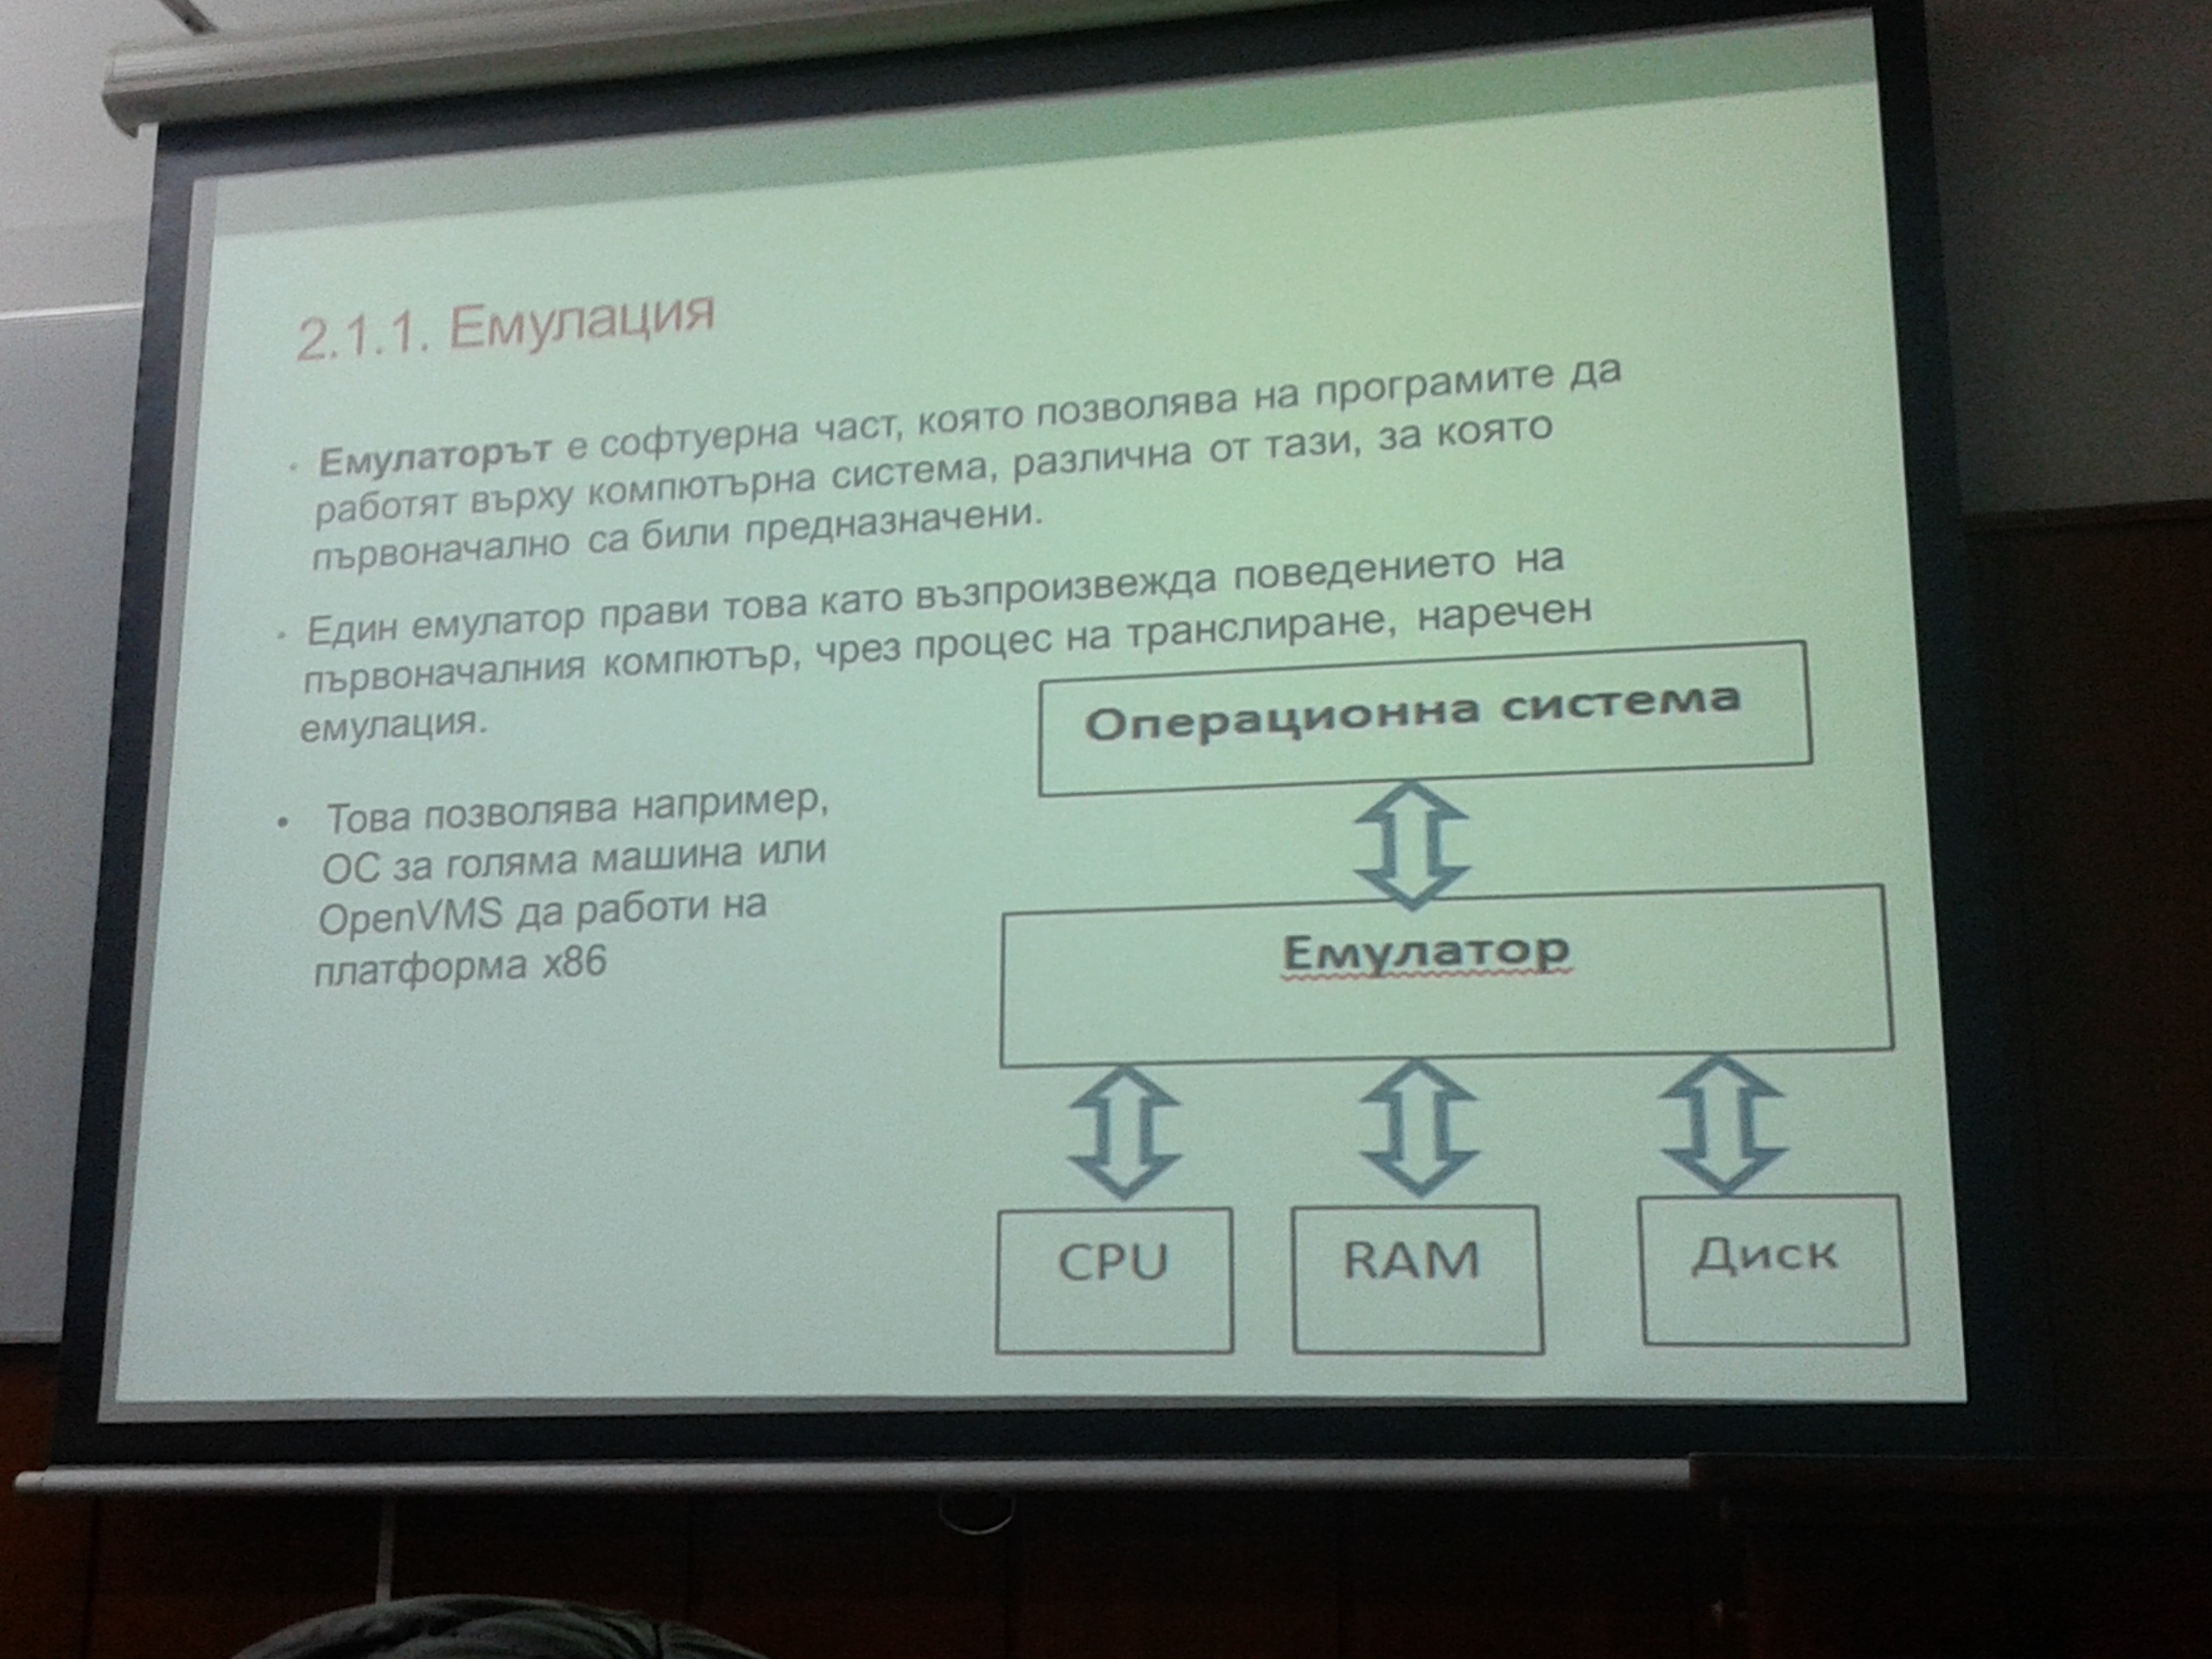 2.1.1. Емулация
• Емулаторът е софтуерна част, която позволява на програмите да
работят върху компютърна система, различна от тази, за която
първоначално са били предназначени.
• Един емулатор прави това като възпроизвежда поведението на
първоначалния компютър, чрез процес на транслиране, наречен
емулация.
• Това позволява например,
ОС за голяма машина или
OpenVMS да работи на
платформа x86
Операционна система
Емулатор
CPU
RAM
Диск